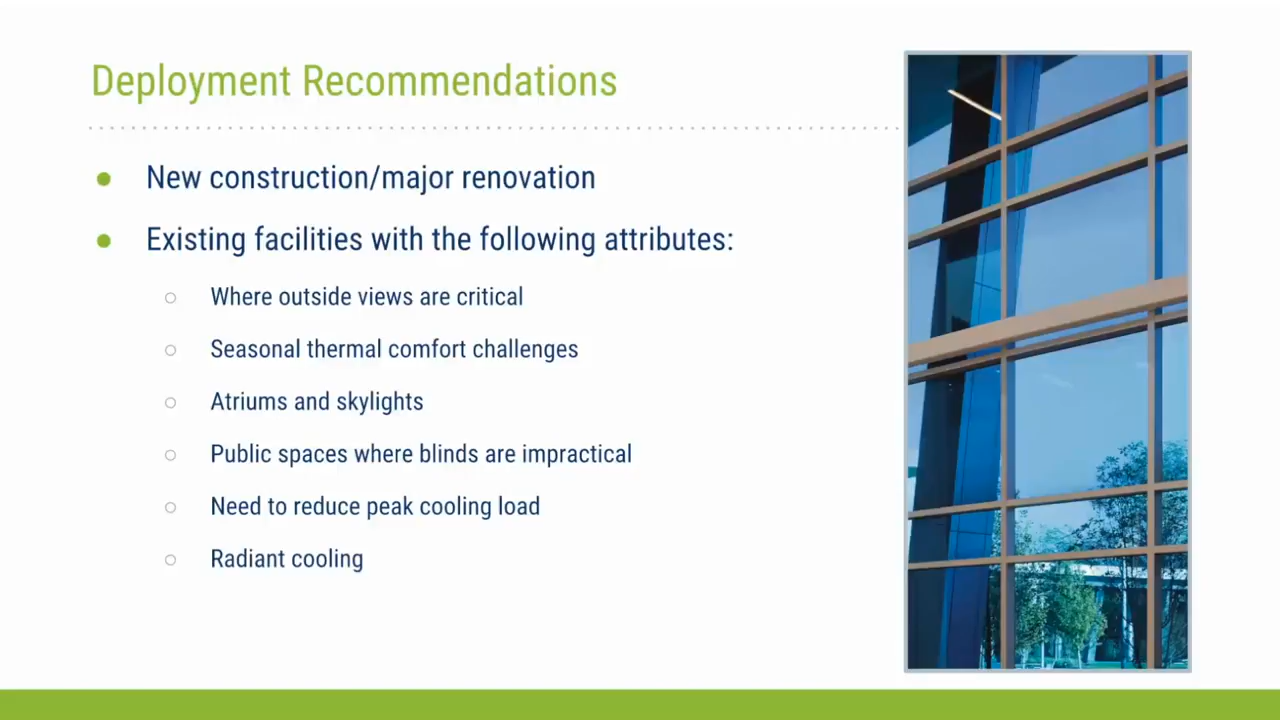 Deployment Recommendations
New construction/major renovation
Existing facilities with the following attributes:
Where outside views are critical
Seasonal thermal comfort challenges
Atriums and skylights
Public spaces where blinds are impractical
Need to reduce peak cooling load
Radiant cooling